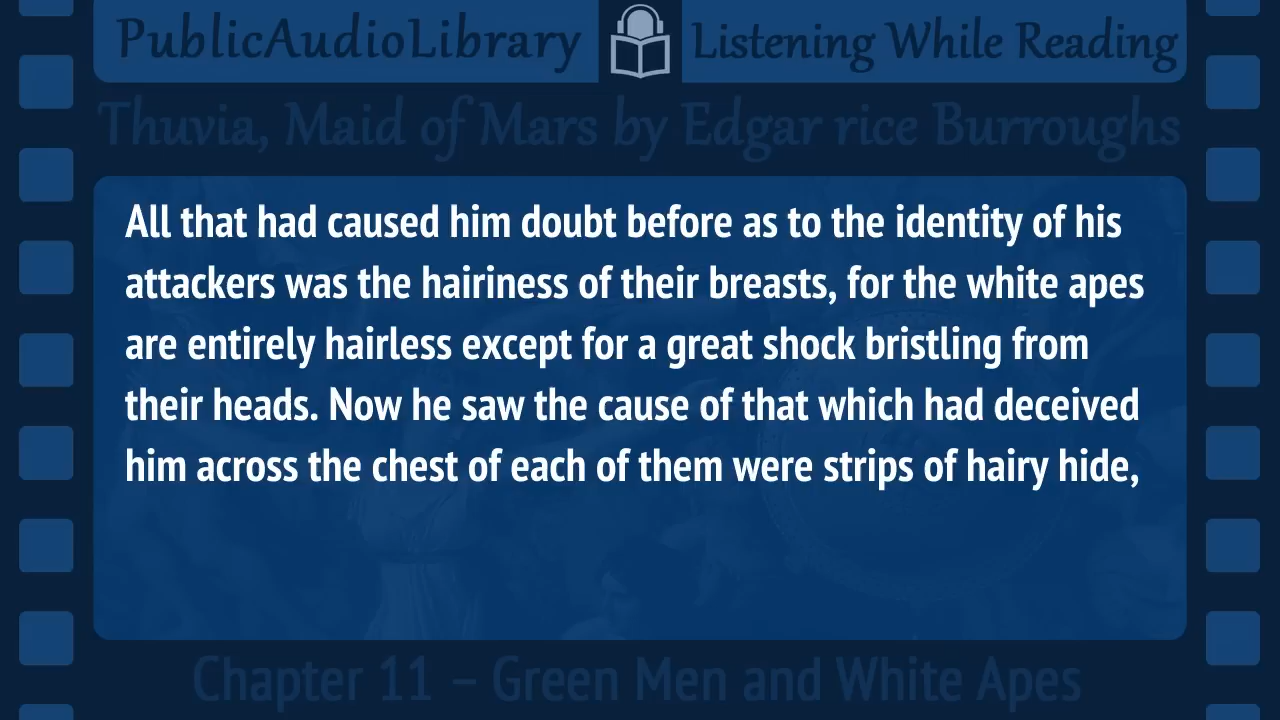 PublicAudioLibrary Listening While Reading
Thuvia, Maid of Mars by Edgar rice Burroughs
All that had caused him doubt before as to the identity of his
attackers was the hairiness of their breasts, for the white apes
are entirely hairless except for a great shock bristling from
their heads. Now he saw the cause of that which had deceived
him across the chest of each of them were strips of hairy hide,
Chapter 11 – Green Men and White Apes